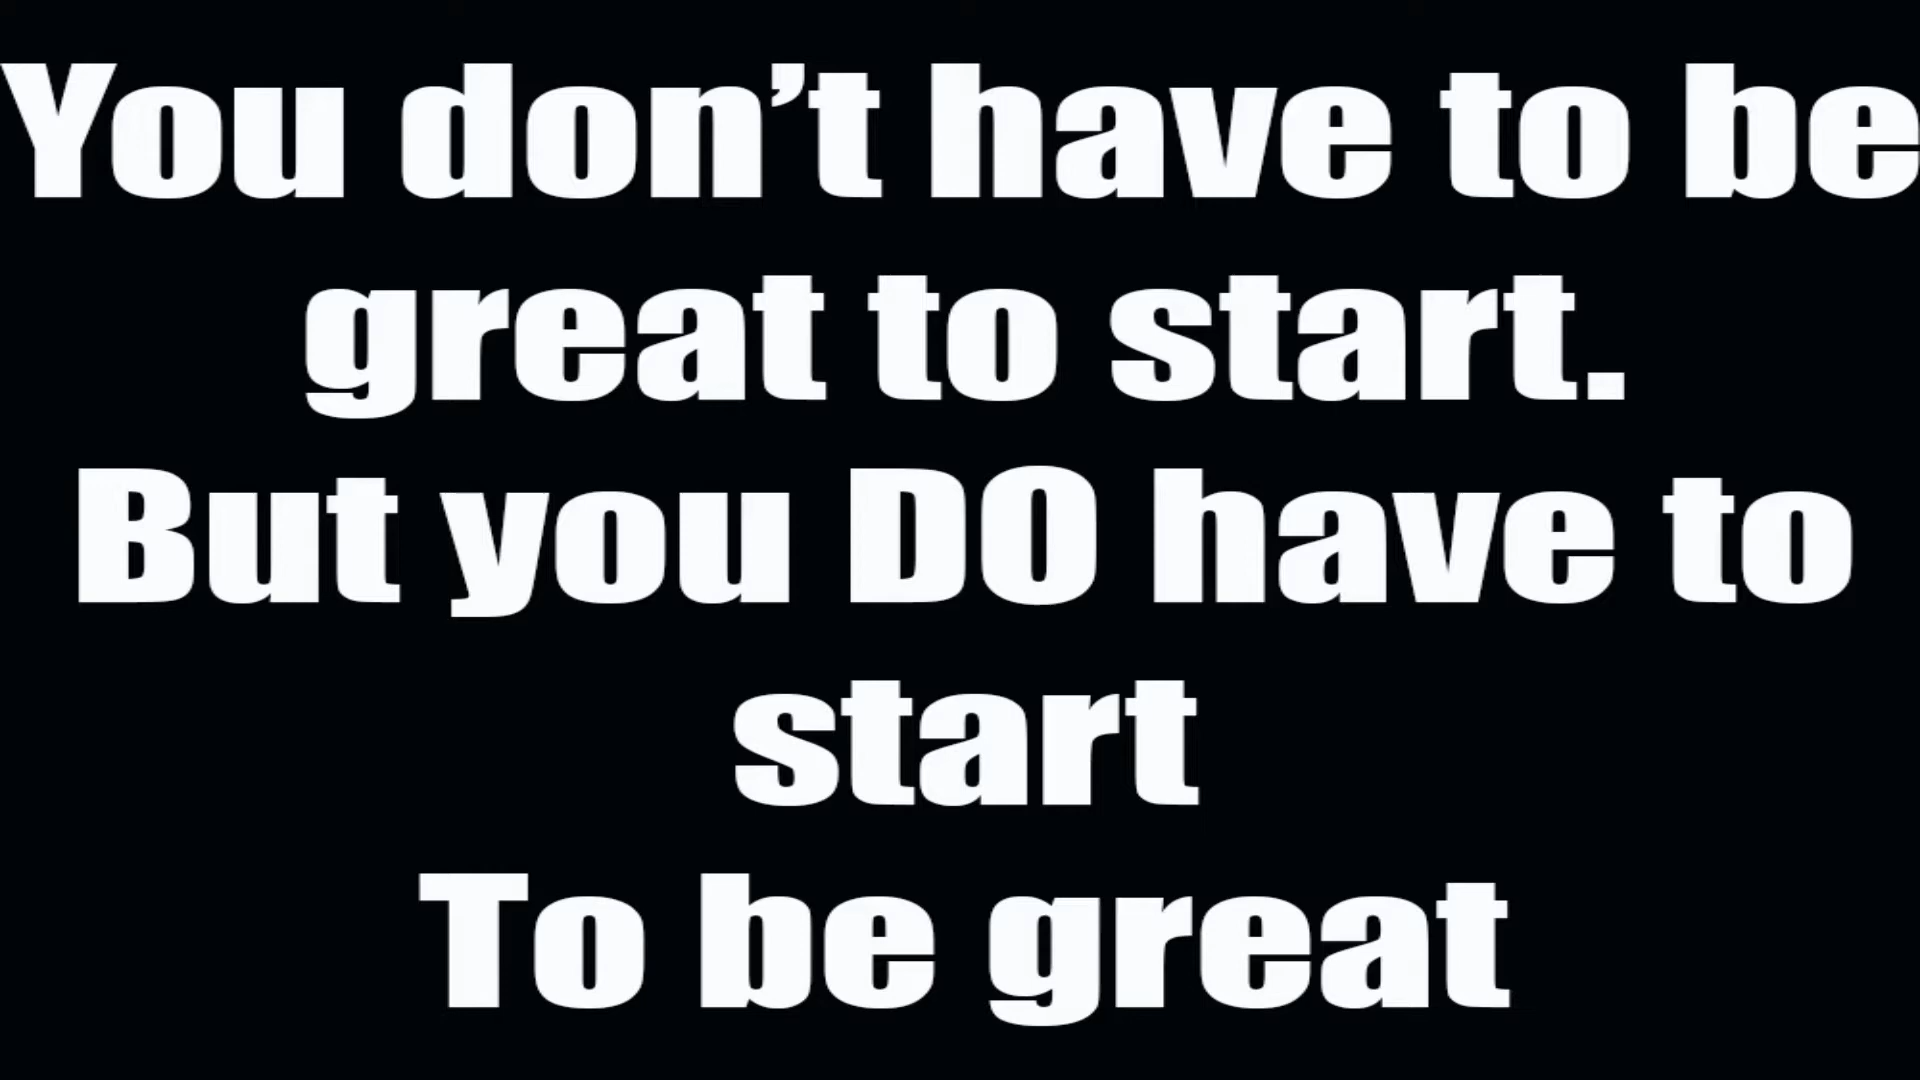 You don’t have to be
great to start.
But you DO have to
start
To be great